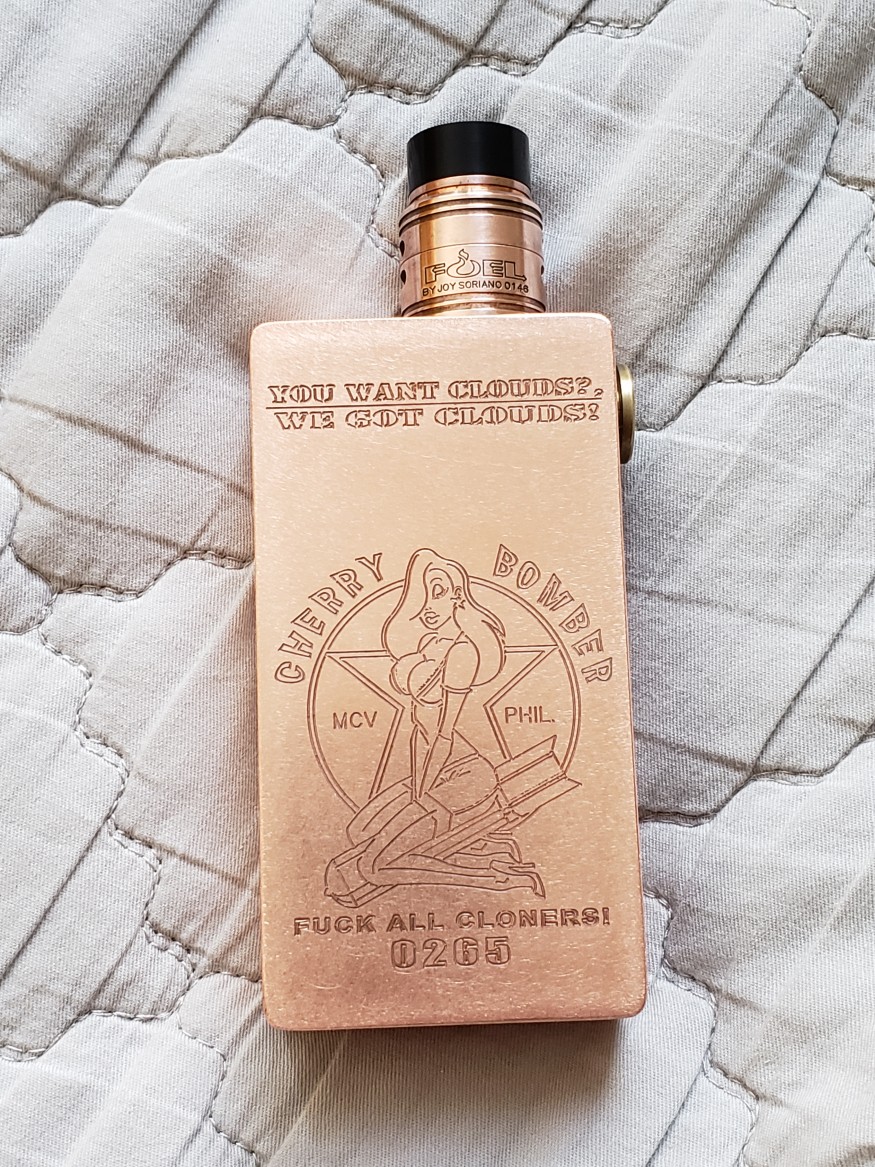 FUEL
BY JOY SORIANO 0148
YOU WANT CLOUDS?,
WE GOT CLOUDS!
CHERRY BOMBER
MCV PHIL.
FUCK ALL CLONERS!
0265